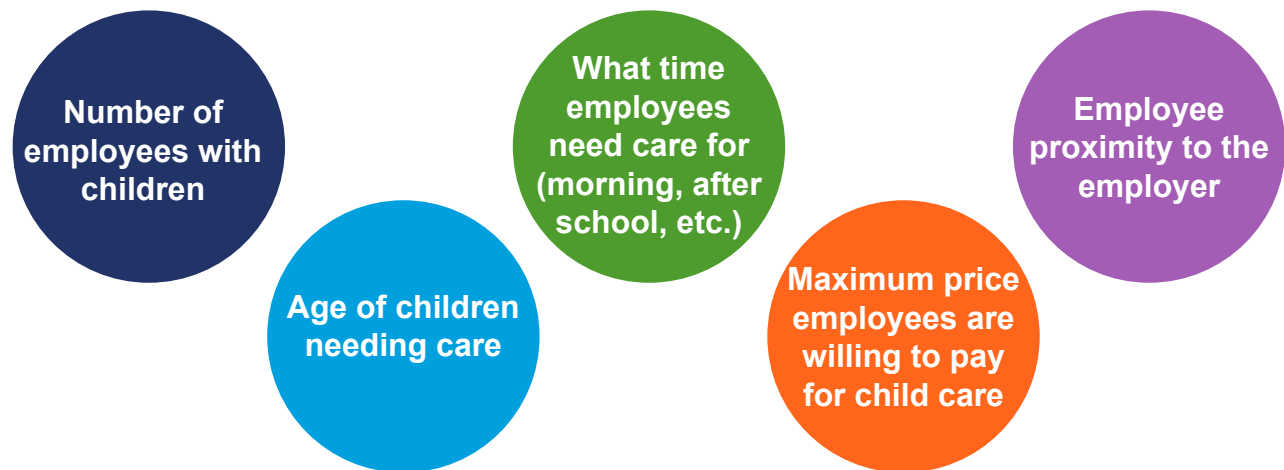 Number of
employees with
children
Age of children
needing care
What time
employees
need care for
(morning, after
school, etc.)
Maximum price
employees are
willing to pay
for child care
Employee
proximity to the
employer